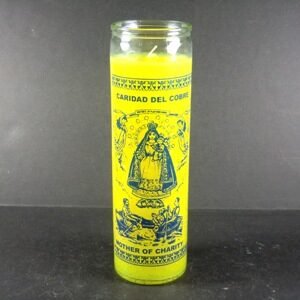 CARIDAD DEL COBRE
MOTHER OF CHARITY